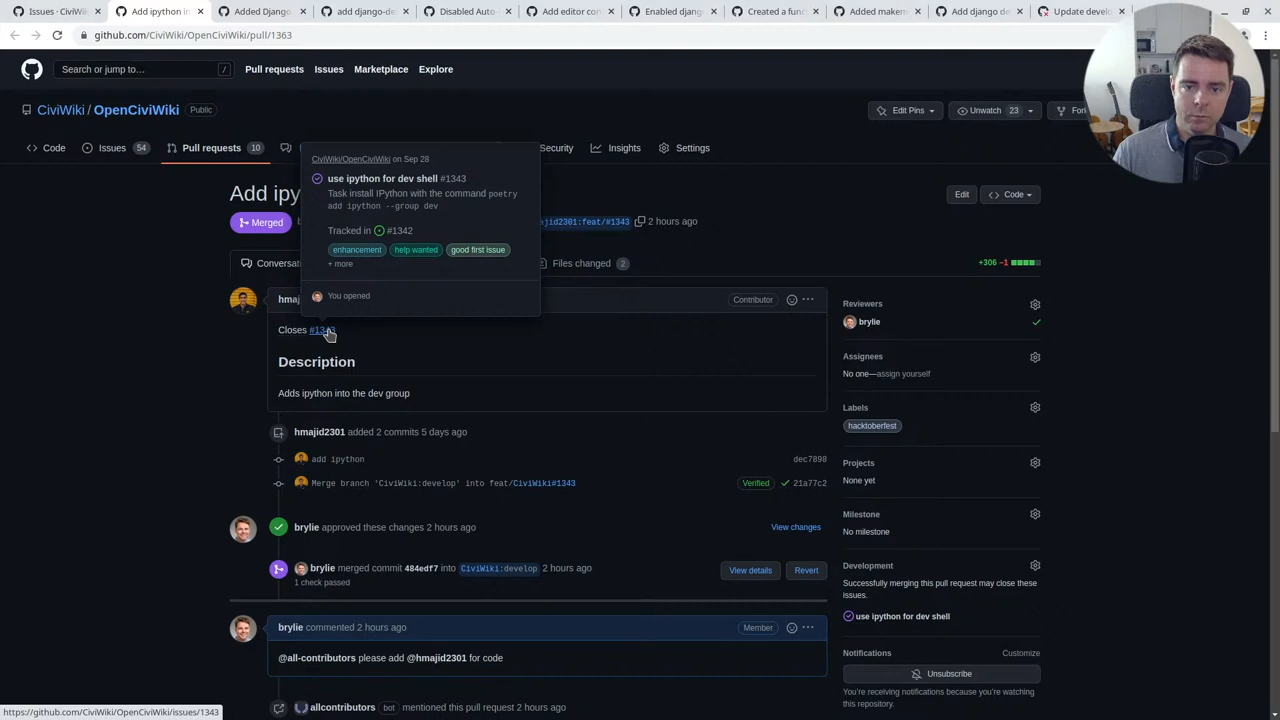 Issues · CiviWiki/
Add ipython in
Added Django
add django-de
Disabled Auto-
Add editor con
Enabled djang
Created a fun
Added makem
Add django de
Update develo
github.com/CiviWiki/OpenCiviWiki/pull/1363
Search or jump to…
/
Pull requests
Issues
Marketplace
Explore
CiviWiki / OpenCiviWiki
Public
Edit Pins
Unwatch 23
Code
Issues 54
Pull requests 10
Security
Insights
Settings
CiviWiki/OpenCiviWiki on Sep 28
use ipython for dev shell #1343
Task install IPython with the command poetry
add ipython --group dev
Tracked in #1342
enhancement
help wanted
good first issue
+ more
You opened
Add ipy
Edit
Code
Merged
majid2301:feat/#1343 2 hours ago
Files changed 2
+306 −1
hmaj
Contributor
Closes #1343
Description
Adds ipython into the dev group
hmajid2301 added 2 commits 5 days ago
add ipython
dec7898
Merge branch 'CiviWiki:develop' into feat/CiviWiki#1343
Verified
21a77c2
brylie approved these changes 2 hours ago
View changes
brylie merged commit 484edf7 into CiviWiki:develop 2 hours ago
1 check passed
View details
Revert
brylie commented 2 hours ago
Member
@all-contributors please add @hmajid2301 for code
allcontributors bot mentioned this pull request 2 hours ago
Reviewers
brylie
Assignees
No one—assign yourself
Labels
hacktoberfest
Projects
None yet
Milestone
No milestone
Development
Successfully merging this pull request may close these
issues.
use ipython for dev shell
Notifications
Customize
Unsubscribe
You're receiving notifications because you're watching
this repository.
https://github.com/CiviWiki/OpenCiviWiki/issues/1343